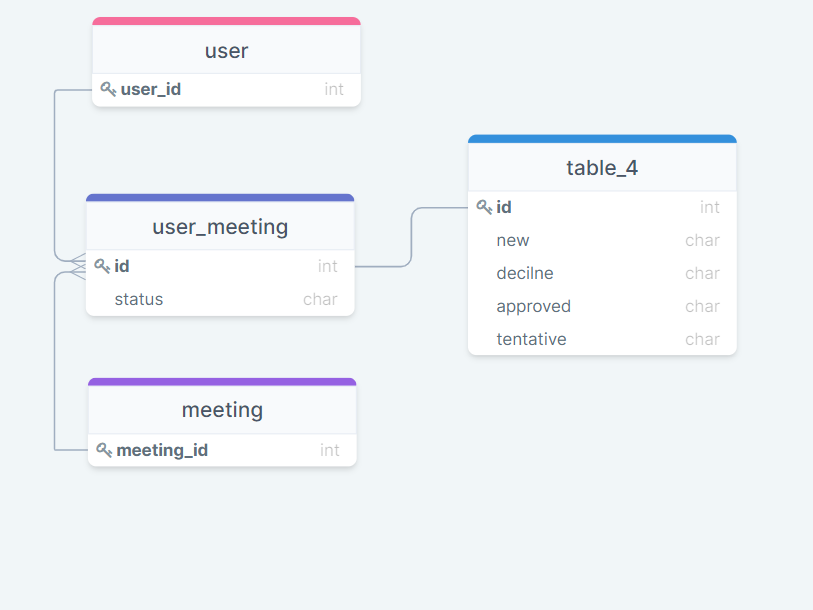 user
user_id int
user_meeting
id int
status char
meeting
meeting_id int
table_4
id int
new char
decilne char
approved char
tentative char